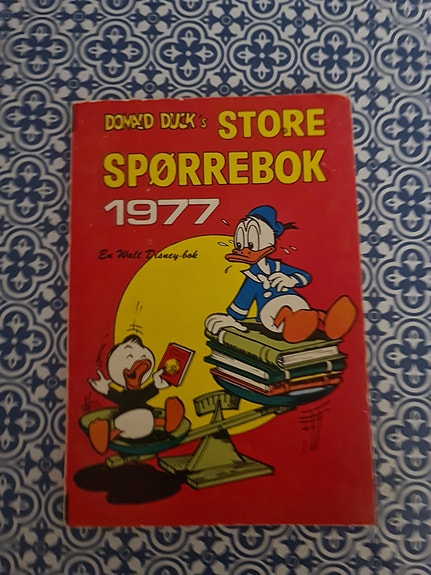 DONALD DUCK's STORE
SPØRREBOK
1977
En Walt Disney-bok